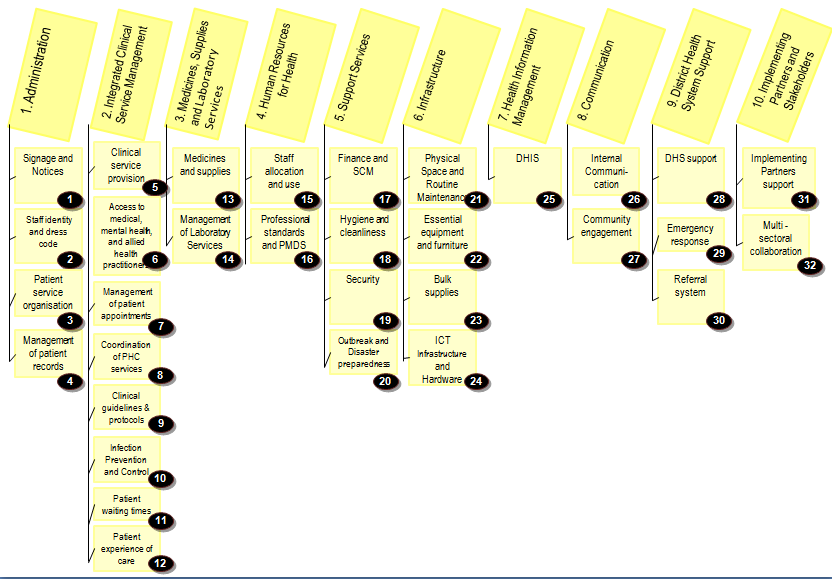 1. Administration
Signage and
Notices
1
Staff identity
and dress
code
2
Patient
service
organisation
3
Management
of patient
records
4
2. Integrated Clinical
Service Management
Clinical
service
provision
5
Access to
medical,
mental health,
and allied
health
practitioners
6
Management
of patient
appointments
7
Coordination
of PHC
services
8
Clinical
guidelines &
protocols
9
Infection
Prevention
and Control
10
Patient
waiting times
11
Patient
experience of
care
12
3. Medicines, Supplies
and Laboratory
Services
Medicines
and supplies
13
Management
of Laboratory
Services
14
4. Human Resources
for Health
Staff
allocation
and use
15
Professional
standards
and PMDS
16
5. Support Services
Finance and
SCM
17
Hygiene and
cleanliness
18
Security
19
Outbreak and
Disaster
preparedness
20
6. Infrastructure
Physical
Space and
Routine
Maintenance
21
Essential
equipment
and furniture
22
Bulk
supplies
23
ICT
Infrastructure
and
Hardware
24
7. Health Information
Management
DHIS
25
8. Communication
Internal
Communi-
cation
26
Community
engagement
27
9. District Health
System Support
DHS support
28
Emergency
response
29
Referral
system
30
10. Implementing
Partners and
Stakeholders
Implementing
Partners
support
31
Multi -
sectoral
collaboration
32